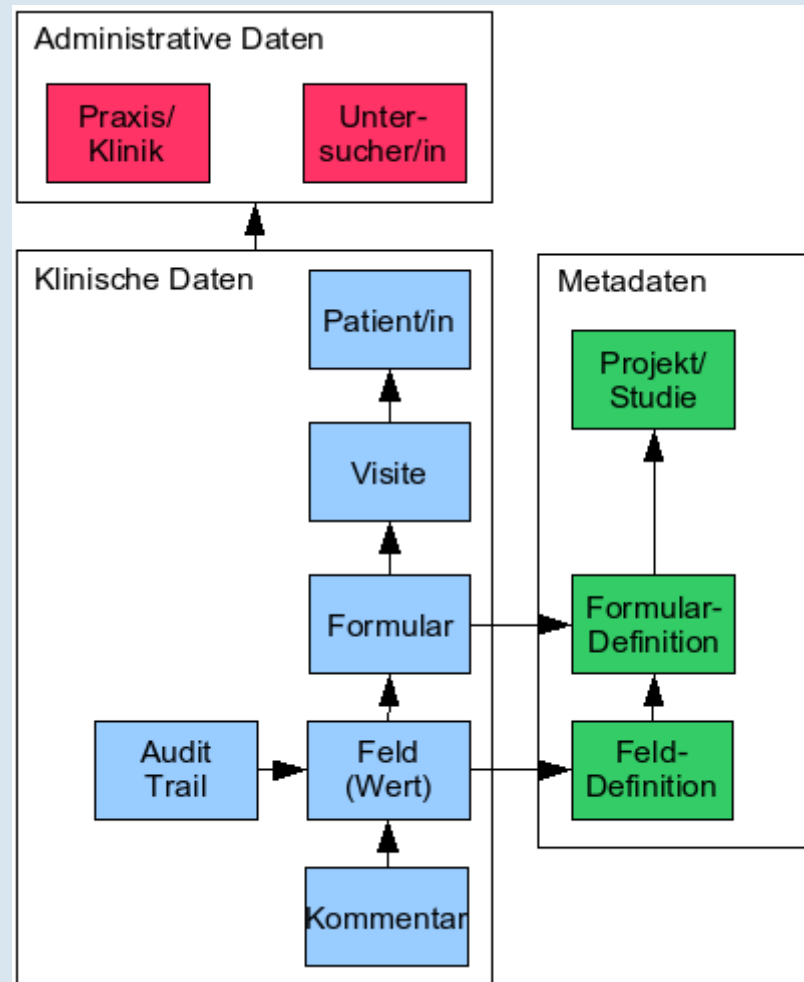 Administrative Daten
Praxis/
Klinik
Unter-
sucher/in
Klinische Daten
Patient/in
Visite
Formular
Audit
Trail
Feld
(Wert)
Kommentar
Metadaten
Projekt/
Studie
Formular-
Definition
Feld-
Definition